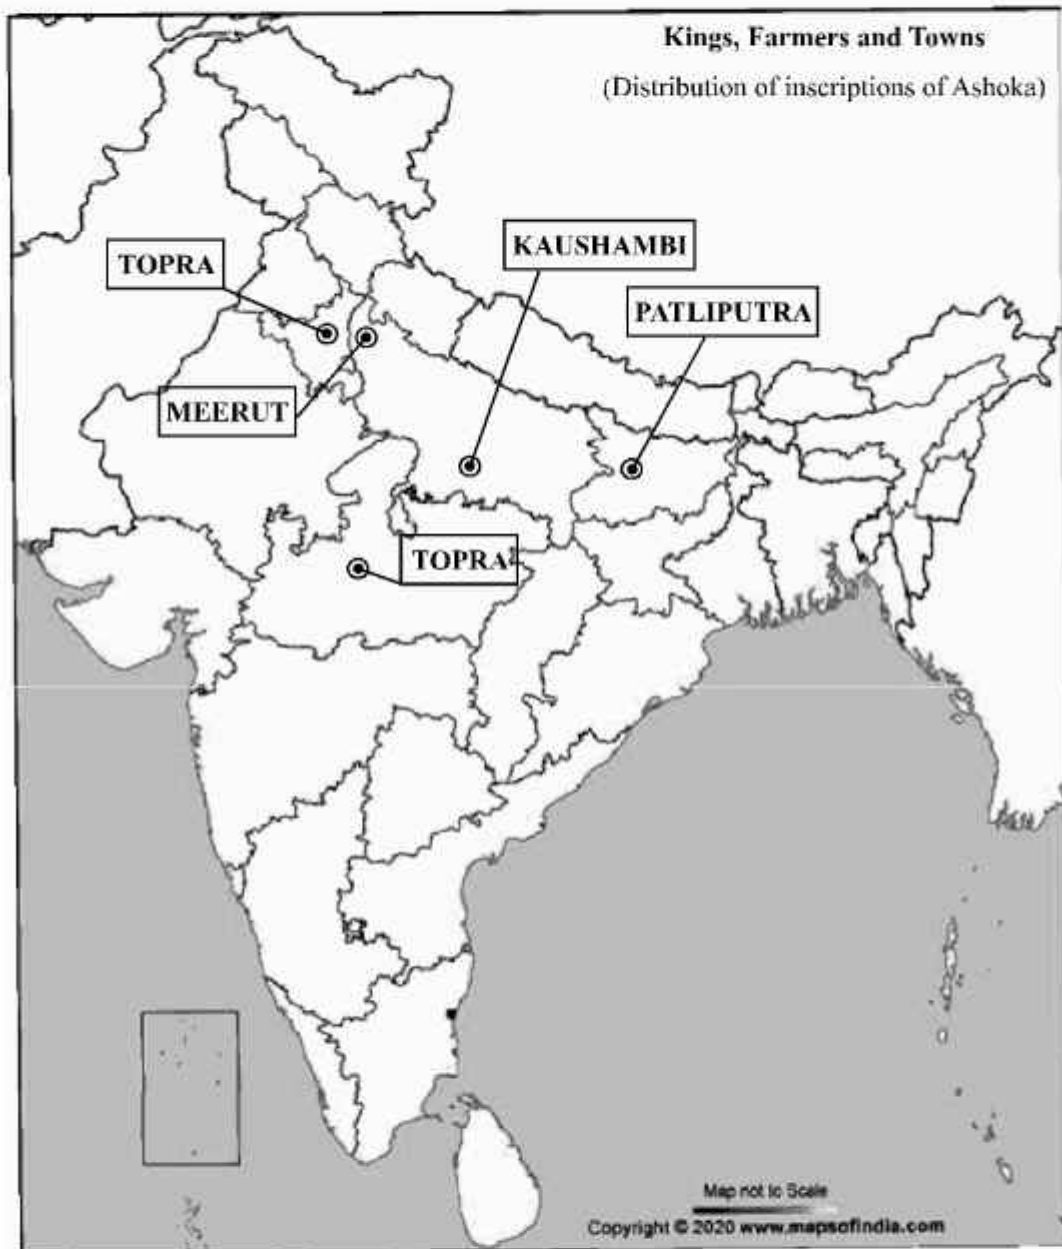 Kings, Farmers and Towns
(Distribution of inscriptions of Ashoka)
KAUSHAMBI
TOPRA
PATLIPUTRA
MEERUT
TOPRA
Map not to Scale
Copyright © 2020 www.mapsofindia.com